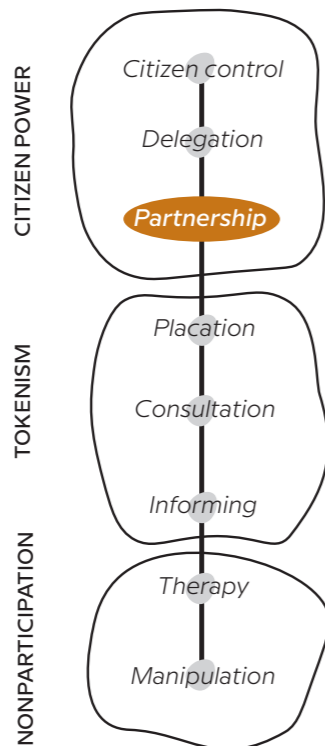 CITIZEN POWER
Citizen control
Delegation
Partnership
TOKENISM
Placation
Consultation
Informing
NONPARTICIPATION
Therapy
Manipulation